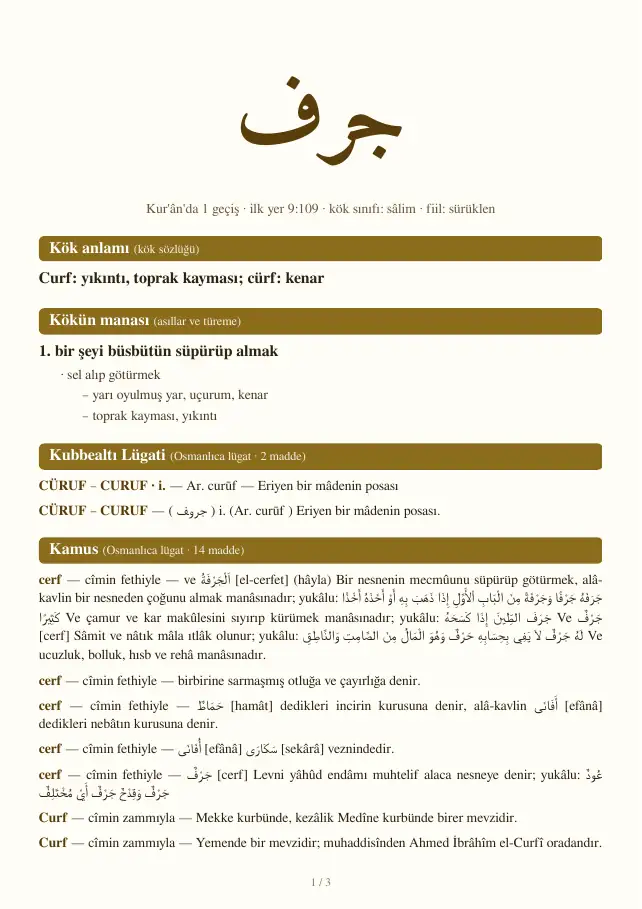 جرف
Kur'ân'da 1 geçiş · ilk yer 9:109 · kök sınıfı: sâlim · fiil: sürüklen
Kök anlamı (kök sözlüğü)
Curf: yıkıntı, toprak kayması; cürf: kenar
Kökün manası (asıllar ve türeme)
1. bir şeyi büsbütün süpürüp almak
· sel alıp götürmek
– yarı oyulmuş yar, uçurum, kenar
– toprak kayması, yıkıntı
Kubbealtı Lügati (Osmanlıca lügat · 2 madde)
CÜRUF – CURUF · i. — Ar. curūf — Eriyen bir mâdenin posası
CÜRUF – CURUF — ( جروف ) i. (Ar. curūf ) Eriyen bir mâdenin posası.
Kamus (Osmanlıca lügat · 14 madde)
cerf — cîmin fethiyle — ve اَلْجَرْفَةُ [el-cerfet] (hâyla) Bir nesnenin mecmûunu süpürüp götürmek, alâ-
kavlin bir nesneden çoğunu almak manâsınadır; yukâlu: جَرَفَهُ جَرْفًا وَجَرْفَةً مِنَ الْبَابِ الْأَوَّلِ إِذَا ذَهَبَ بِهِ أَوْ أَخَذَهُ أَخْذًا
كَثِيرًا Ve çamur ve kar makûlesini sıyırıp kürümek manâsınadır; yukâlu: جَرَفَ الطِّينَ إِذَا كَسَحَهُ Ve جَرْفٌ
[cerf] Sâmit ve nâtık mâla ıtlâk olunur; yukâlu: لَهُ جَرْفٌ لاَ يَفِي بِحِسَابِهِ حَرْفٌ وَهُوَ الْمَالُ مِنَ الصَّامِتِ وَالنَّاطِقِ Ve
ucuzluk, bolluk, hısb ve rehâ manâsınadır.
cerf — cîmin fethiyle — birbirine sarmaşmış otluğa ve çayırlığa denir.
cerf — cîmin fethiyle — حَمَاطٌ [hamât] dedikleri incirin kurusuna denir, alâ-kavlin أَفَانَى [efânâ]
dedikleri nebâtın kurusuna denir.
cerf — cîmin fethiyle — أُفَانَى [efânâ] سَكَارَى [sekârâ] veznindedir.
cerf — cîmin fethiyle — جَرْفٌ [cerf] Levni yâhûd endâmı muhtelif alaca nesneye denir; yukâlu: عُودٌ
جَرْفٌ وَقِدْحٌ جَرْفٌ أَيْ مُخْتَلِفٌ
Curf — cîmin zammıyla — Mekke kurbünde, kezâlik Medîne kurbünde birer mevzidir.
Curf — cîmin zammıyla — Yemende bir mevzidir; muhaddisînden Ahmed İbrâhîm el-Curfî oradandır.
1 / 3